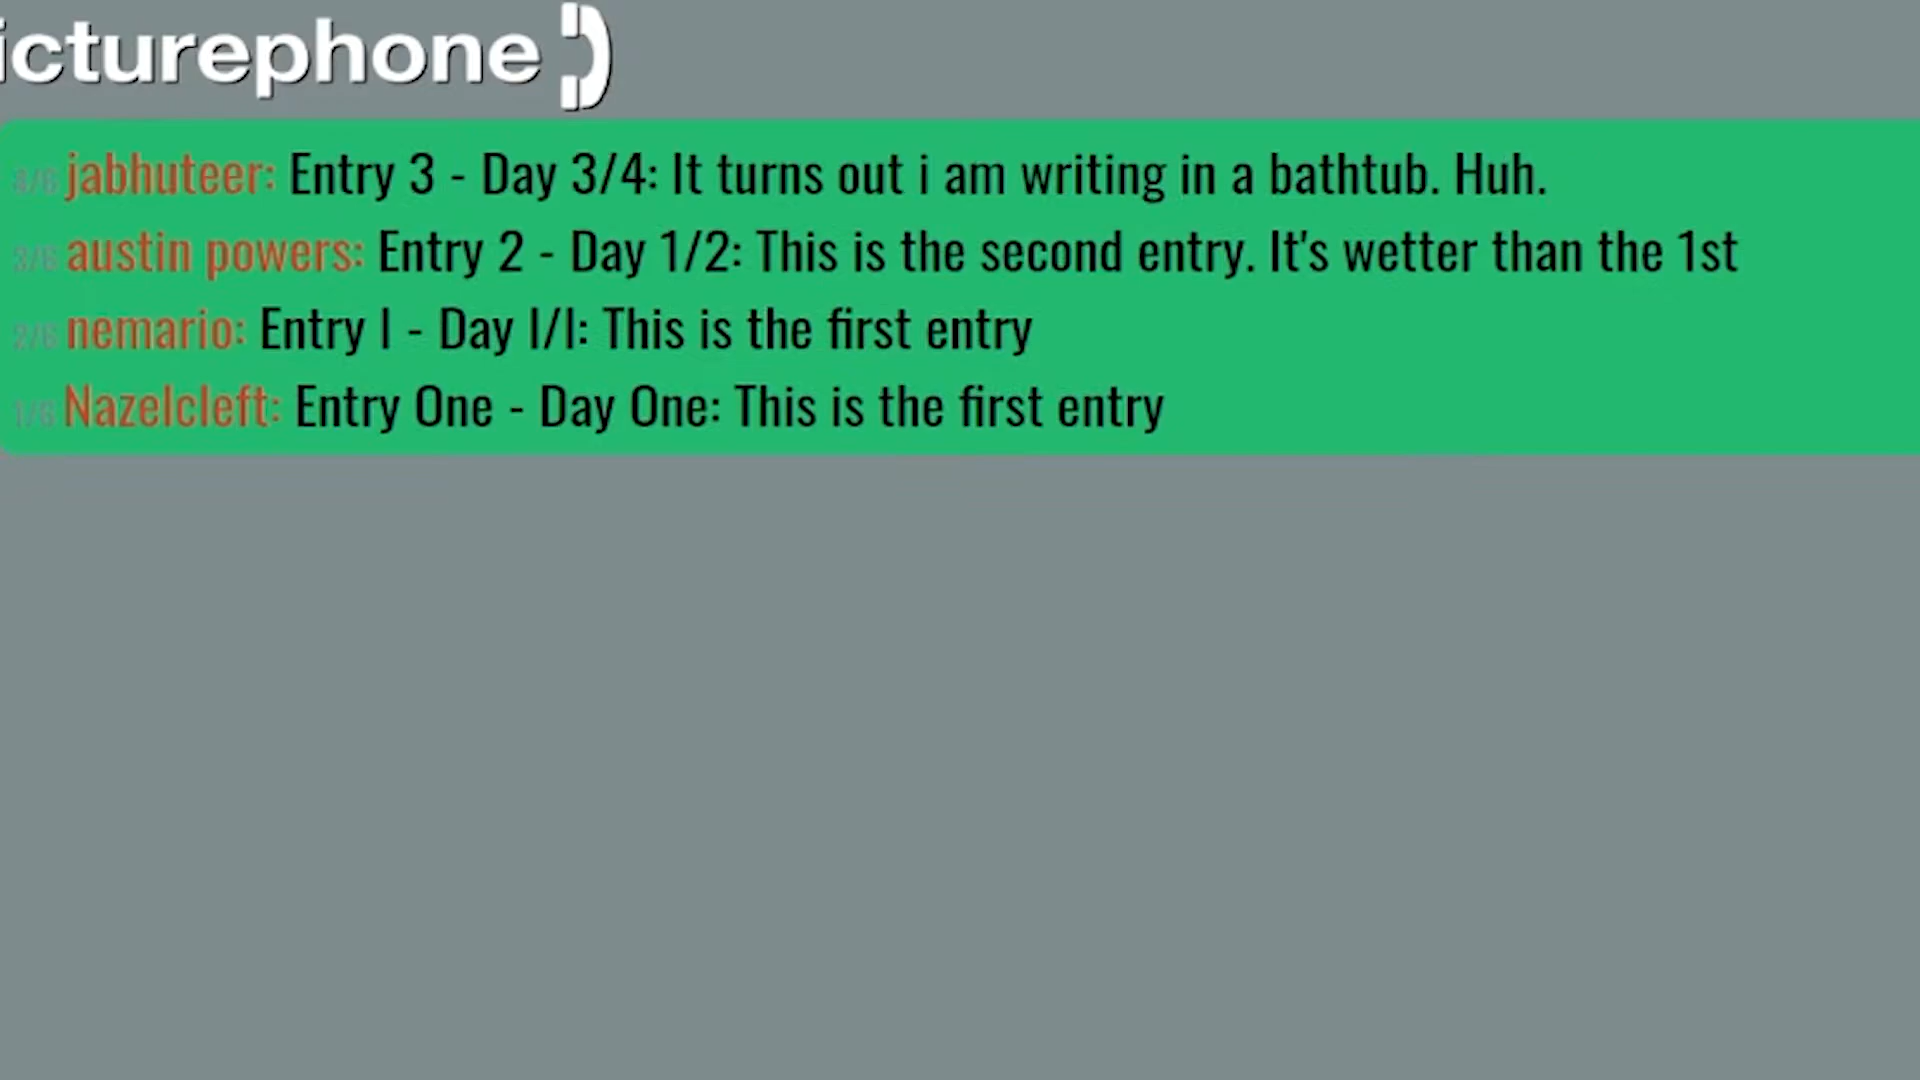 icturephone
4/6 jabhuteer: Entry 3 - Day 3/4: It turns out i am writing in a bathtub. Huh.
3/6 austin powers: Entry 2 - Day 1/2: This is the second entry. It's wetter than the 1st
2/6 nemario: Entry I - Day I/I: This is the first entry
1/6 Nazelcleft: Entry One - Day One: This is the first entry